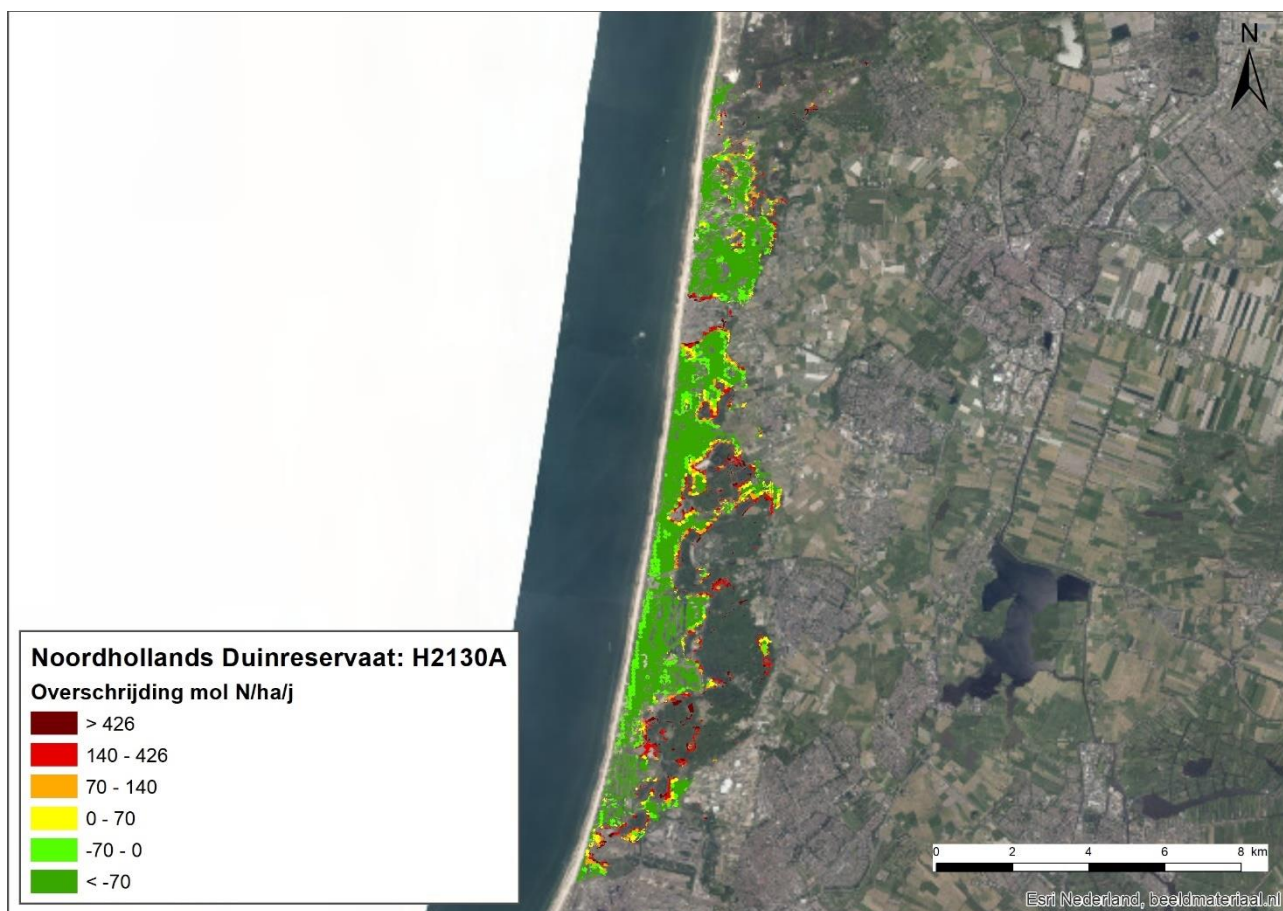 N
Noordhollands Duinreservaat: H2130A
Overschrijding mol N/ha/j
> 426
140 - 426
70 - 140
0 - 70
-70 - 0
< -70
0 2 4 6 8 km
Esri Nederland, beeldmateriaal.nl